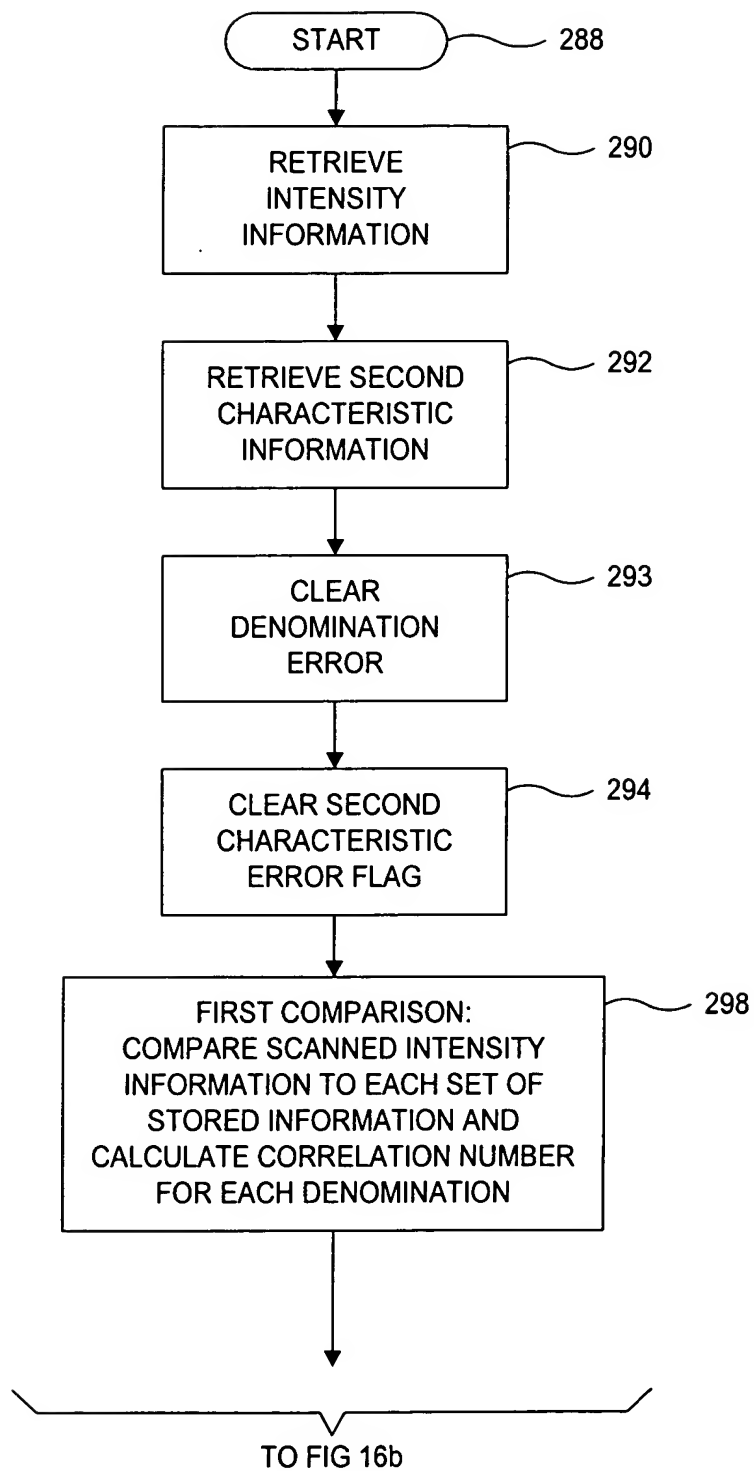 START
288
RETRIEVE
INTENSITY
INFORMATION
290
RETRIEVE SECOND
CHARACTERISTIC
INFORMATION
292
CLEAR
DENOMINATION
ERROR
293
CLEAR SECOND
CHARACTERISTIC
ERROR FLAG
294
FIRST COMPARISON:
COMPARE SCANNED INTENSITY
INFORMATION TO EACH SET OF
STORED INFORMATION AND
CALCULATE CORRELATION NUMBER
FOR EACH DENOMINATION
298
TO FIG 16b